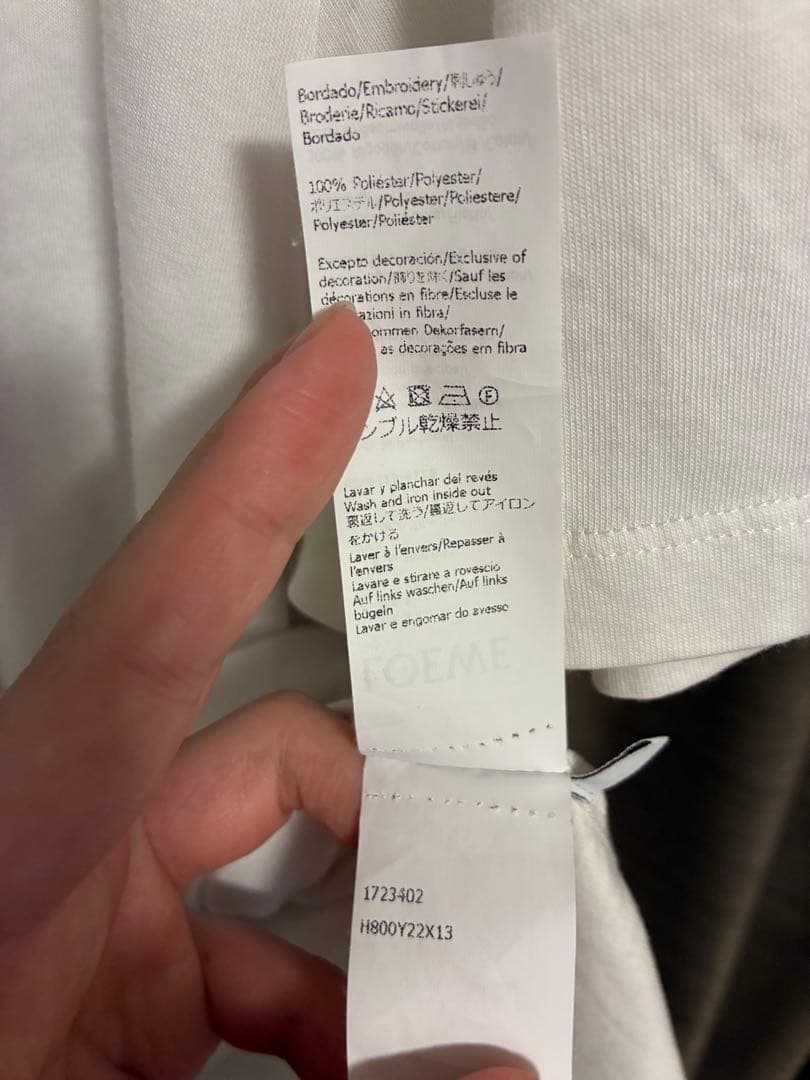 Bordado/Embroidery/刺しゅう/
Broderie/Ricamo/Stickerei/
Bordado
100% Poliéster/Polyester/
ポリエステル/Polyester/Poliestere/
Polyester/Poliéster
Excepto decoración/Exclusive of
decoration/飾りを除く/Sauf les
décorations en fibre/Escluse le
azioni in fibra/
ommen Dekorfasern/
as decorações em fibra
Ⓕ
ンブル乾燥禁止
Lavar y planchar del revés
Wash and iron inside out
裏返して洗う/裏返してアイロン
をかける
Laver à l'envers/Repasser à
l'envers
Lavare e stirare a rovescio
Auf links waschen/Auf links
bügeln
Lavar e engomar do avesso
LOEWE
1723402
H800Y22X13